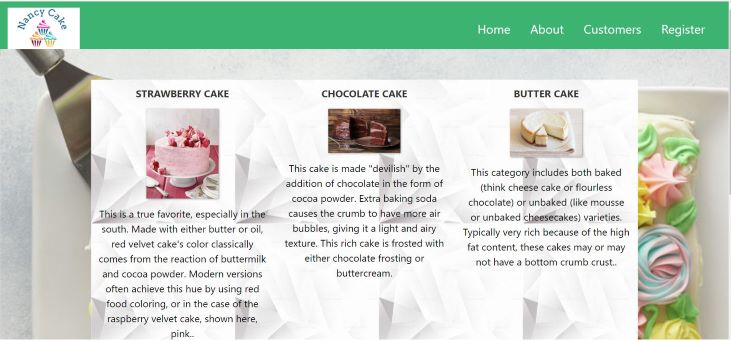 Nancy Cake
Home About Customers Register
STRAWBERRY CAKE
This is a true favorite, especially in the
south. Made with either butter or oil,
red velvet cake's color classically
comes from the reaction of buttermilk
and cocoa powder. Modern versions
often achieve this hue by using red
food coloring, or in the case of the
raspberry velvet cake, shown here,
pink..
CHOCOLATE CAKE
This cake is made "devilish" by the
addition of chocolate in the form of
cocoa powder. Extra baking soda
causes the crumb to have more air
bubbles, giving it a light and airy
texture. This rich cake is frosted with
either chocolate frosting or
buttercream.
BUTTER CAKE
This category includes both baked
(think cheese cake or flourless
chocolate) or unbaked (like mousse
or unbaked cheesecakes) varieties.
Typically very rich because of the high
fat content, these cakes may or may
not have a bottom crumb crust..